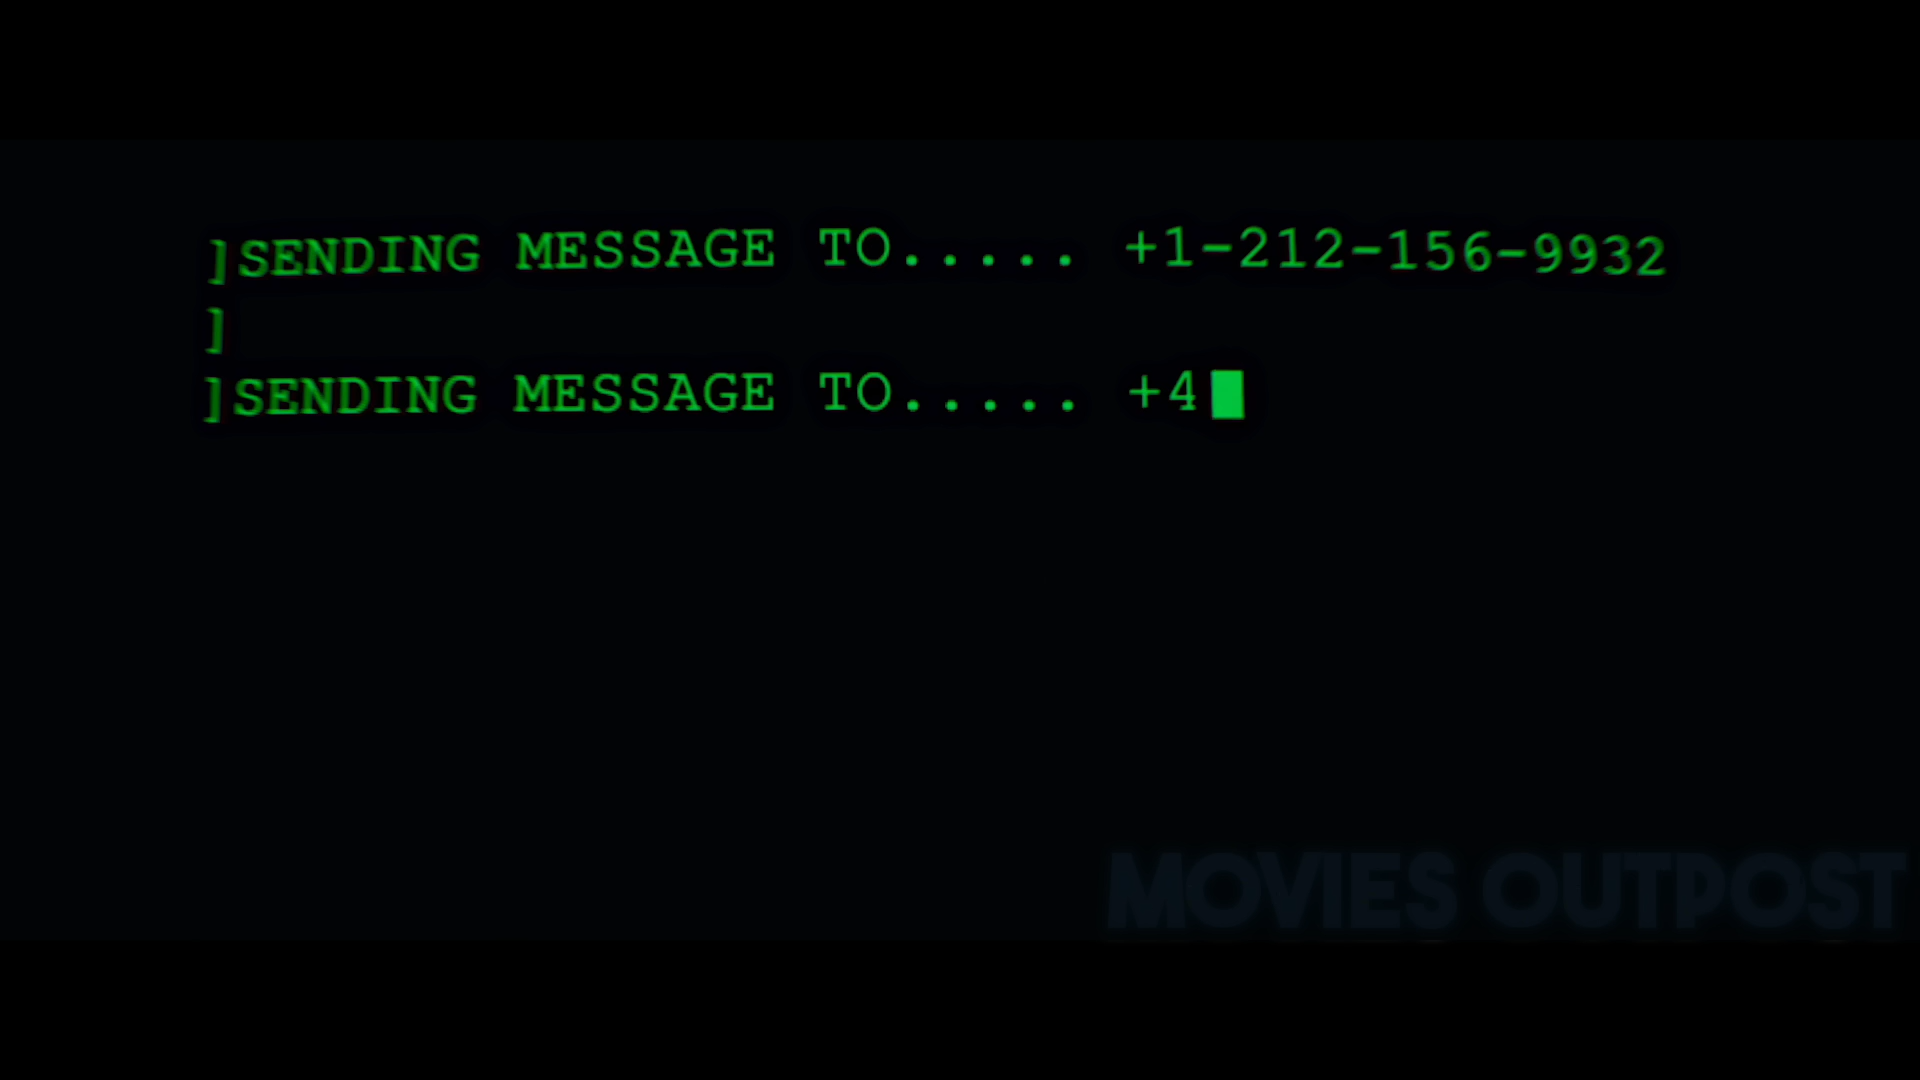 ]SENDING MESSAGE TO..... +1-212-156-9932
]
]SENDING MESSAGE TO..... +4
MOVIES OUTPOST